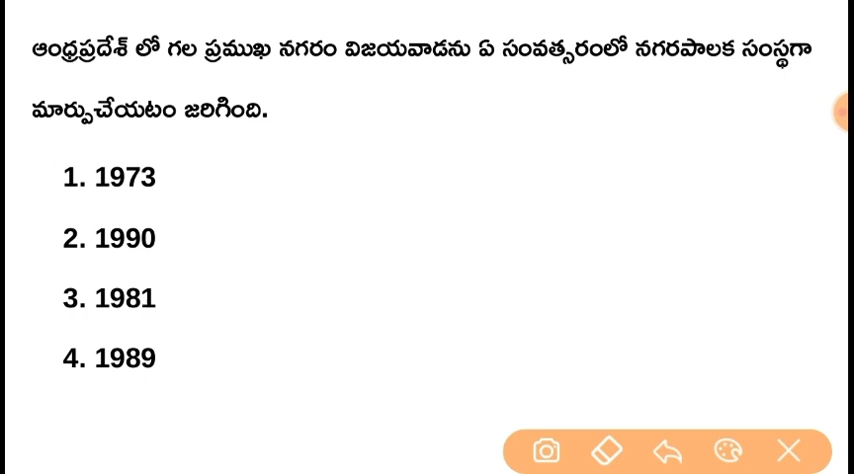 ఆంధ్రప్రదేశ్ లో గల ప్రముఖ నగరం విజయవాడను ఏ సంవత్సరంలో నగరపాలక సంస్థగా
మార్పుచేయటం జరిగింది.
1. 1973
2. 1990
3. 1981
4. 1989